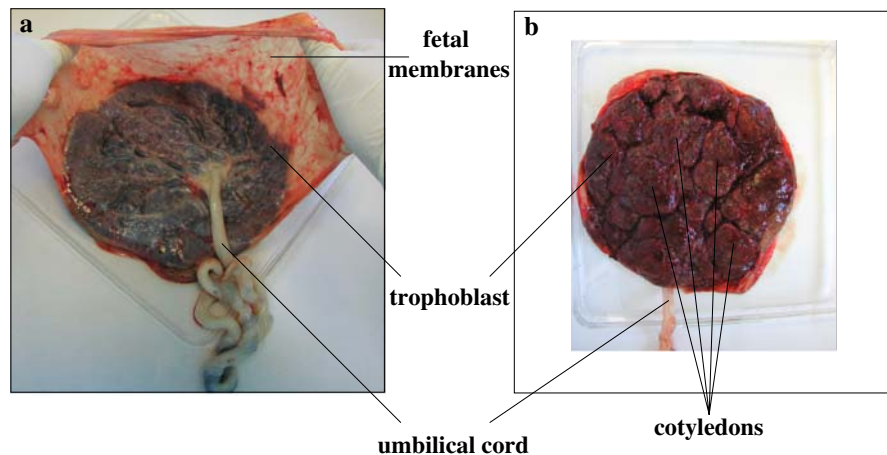 a
b
fetal
membranes
trophoblast
umbilical cord
cotyledons